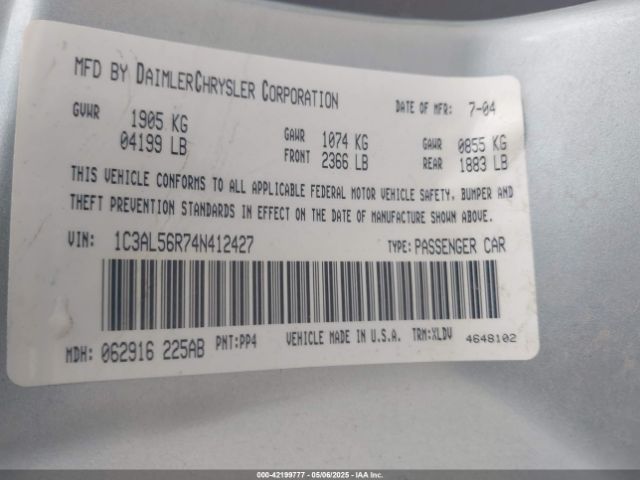 MFD BY DAIMLERCHRYSLER CORPORATION
DATE OF MFR: 7-04
GVWR 1905 KG
04199 LB
GAWR 1074 KG
FRONT 2366 LB
GAWR 0855 KG
REAR 1883 LB
THIS VEHICLE CONFORMS TO ALL APPLICABLE FEDERAL MOTOR VEHICLE SAFETY, BUMPER AND
THEFT PREVENTION STANDARDS IN EFFECT ON THE DATE OF MANUFACTURE SHOWN ABOVE.
VIN: 1C3AL56R74N412427 TYPE: PASSENGER CAR
MDH: 062916 225AB PNT:PP4 VEHICLE MADE IN U.S.A. TRM:XLDV 4648102
000-42199777 - 05/06/2025 - IAA Inc.